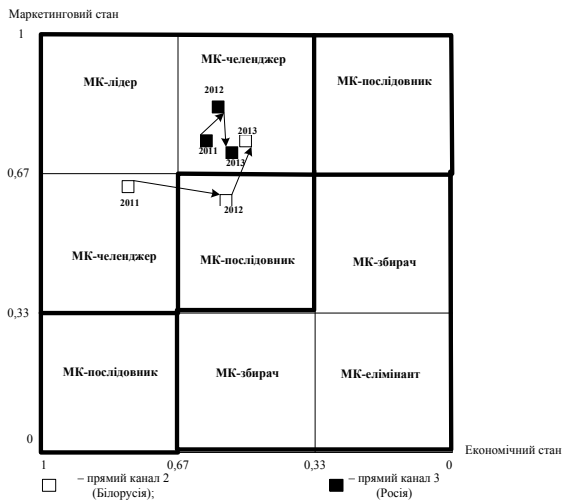 Маркетинговий стан
1
МК-лідер
МК-челенджер
МК-послідовник
2012
2011
2013
2013
0,67
2011
2012
МК-челенджер
МК-послідовник
МК-збирач
0,33
МК-послідовник
МК-збирач
МК-елімінант
0
1
0,67
0,33
0
Економічний стан
– прямий канал 2
(Білорусія);
– прямий канал 3
(Росія)